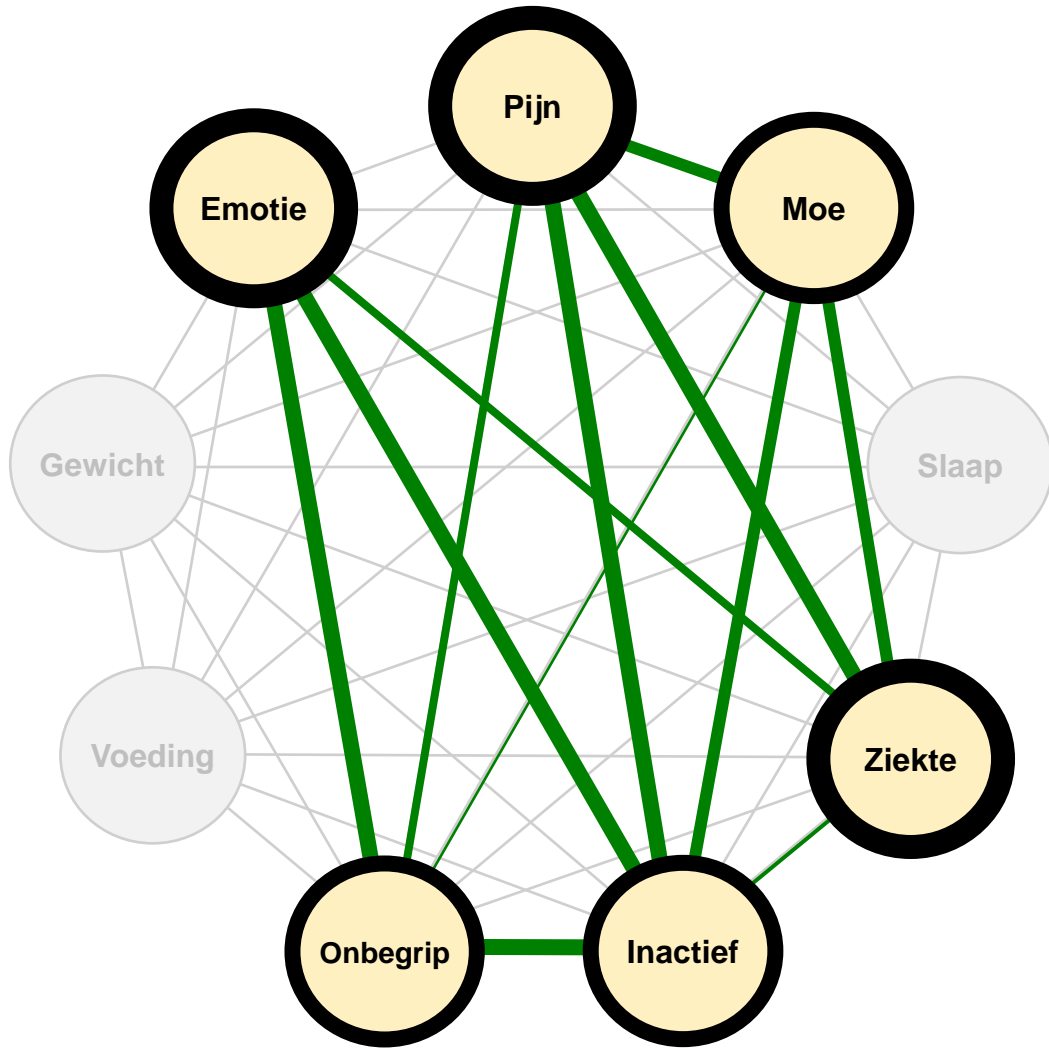 Pijn
Emotie
Moe
Gewicht
Slaap
Voeding
Ziekte
Onbegrip
Inactief